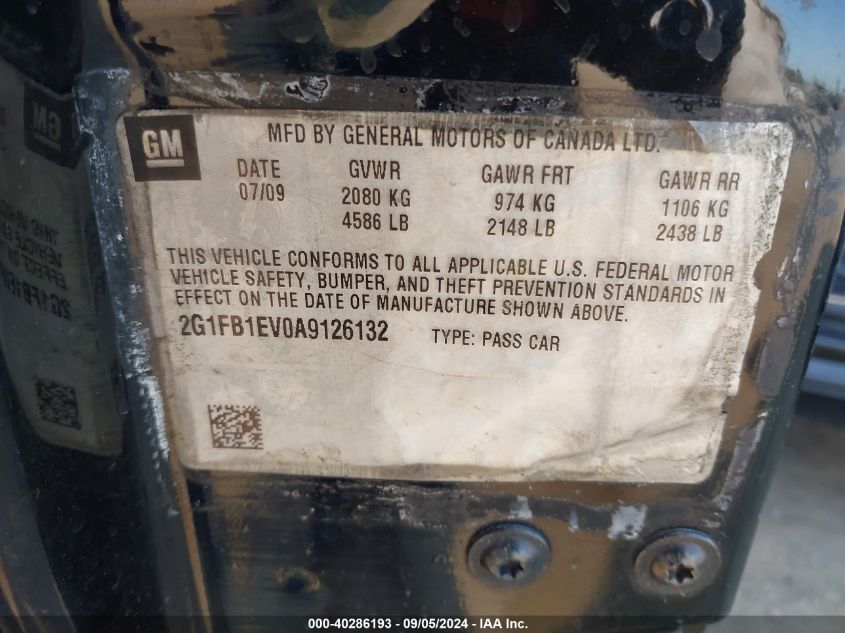 GM
MFD BY GENERAL MOTORS OF CANADA LTD.
DATE GVWR GAWR FRT GAWR RR
07/09 2080 KG 974 KG 1106 KG
4586 LB 2148 LB 2438 LB
THIS VEHICLE CONFORMS TO ALL APPLICABLE U.S. FEDERAL MOTOR
VEHICLE SAFETY, BUMPER, AND THEFT PREVENTION STANDARDS IN
EFFECT ON THE DATE OF MANUFACTURE SHOWN ABOVE.
2G1FB1EV0A9126132 TYPE: PASS CAR
000-40286193 - 09/05/2024 - IAA Inc.